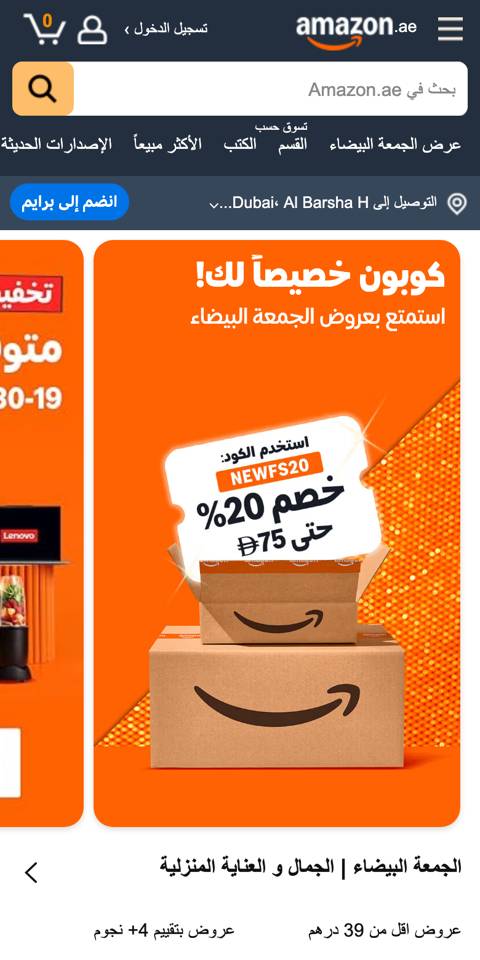 amazon.ae
تسجيل الدخول ›
0
بحث في Amazon.ae
عرض الجمعة البيضاء
تسوق حسب
القسم
الكتب
الأكثر مبيعاً
الإصدارات الحديثة
التوصيل إلى Dubai، Al Barsha H...
انضم إلى برايم
كوبون خصيصاً لك!
استمتع بعروض الجمعة البيضاء
استخدم الكود:
NEWFS20
خصم 20%
حتى 75
30-19
Lenovo
الجمعة البيضاء | الجمال و العناية المنزلية
عروض اقل من 39 درهم
عروض بتقييم 4+ نجوم